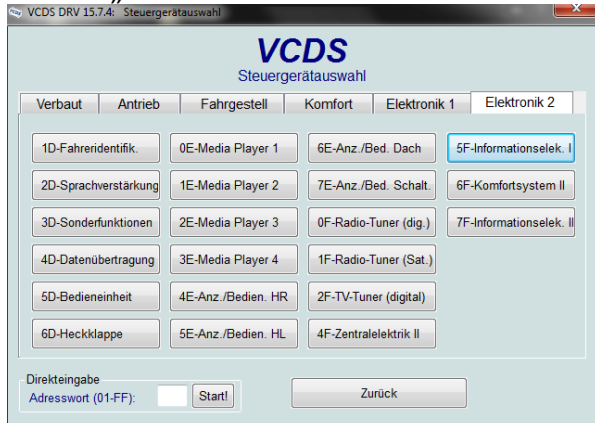 „
VCDS DRV 15.7.4: Steuergerätauswahl
VCDS
Steuergerätauswahl
Verbaut Antrieb Fahrgestell Komfort Elektronik 1 Elektronik 2
1D-Fahreridentifik. 0E-Media Player 1 6E-Anz./Bed. Dach 5F-Informationselek. I
2D-Sprachverstärkung 1E-Media Player 2 7E-Anz./Bed. Schalt. 6F-Komfortsystem II
3D-Sonderfunktionen 2E-Media Player 3 0F-Radio-Tuner (dig.) 7F-Informationselek. II
4D-Datenübertragung 3E-Media Player 4 1F-Radio-Tuner (Sat.)
5D-Bedieneinheit 4E-Anz./Bedien. HR 2F-TV-Tuner (digital)
6D-Heckklappe 5E-Anz./Bedien. HL 4F-Zentralelektrik II
Direkteingabe
Adresswort (01-FF): Start! Zurück